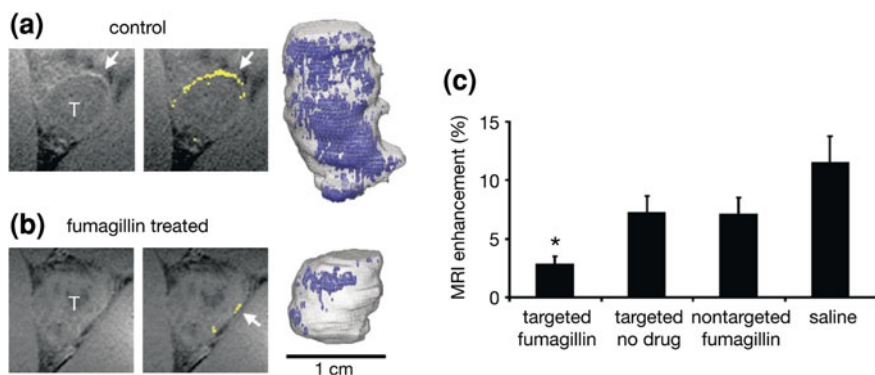 (a)
control
T
(b)
fumagillin treated
T
1 cm
(c)
MRI enhancement (%)
15
10
5
0
*
targeted fumagillin
targeted no drug
nontargeted fumagillin
saline